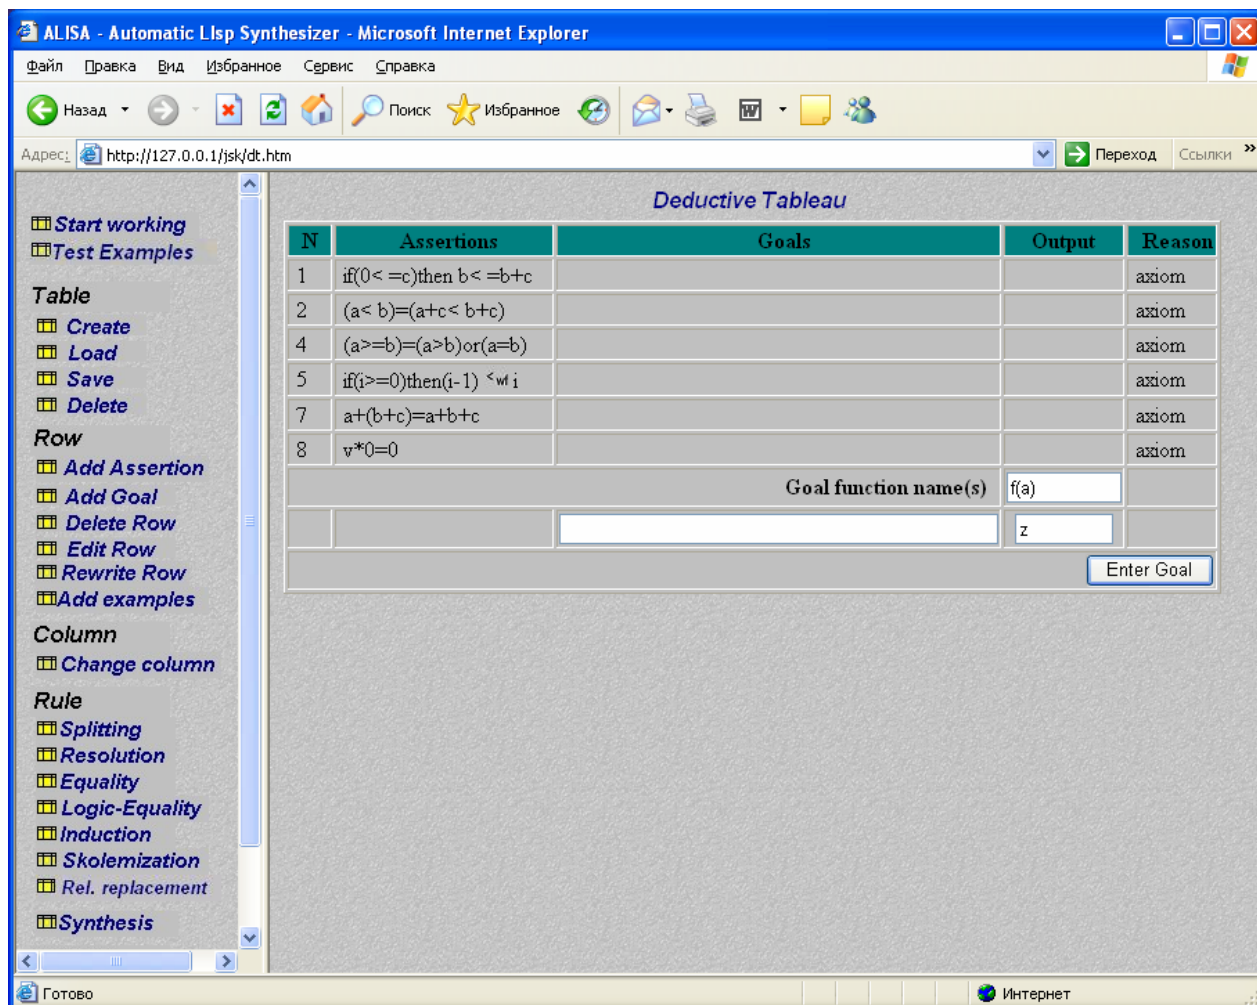 ALISA - Automatic LIsp Synthesizer - Microsoft Internet Explorer
Файл Правка Вид Избранное Сервис Справка
Назад Поиск Избранное
Адрес: http://127.0.0.1/jsk/dt.htm Переход Ссылки »
Start working
Test Examples
Table
Create
Load
Save
Delete
Row
Add Assertion
Add Goal
Delete Row
Edit Row
Rewrite Row
Add examples
Column
Change column
Rule
Splitting
Resolution
Equality
Logic-Equality
Induction
Skolemization
Rel. replacement
Synthesis
Deductive Tableau
N Assertions Goals Output Reason
1 if(0< =c)then b< =b+c axiom
2 (a< b)=(a+c< b+c) axiom
4 (a>=b)=(a>b)or(a=b) axiom
5 if(i>=0)then(i-1) <wf i axiom
7 a+(b+c)=a+b+c axiom
8 v*0=0 axiom
Goal function name(s) f(a)
z
Enter Goal
Готово Интернет